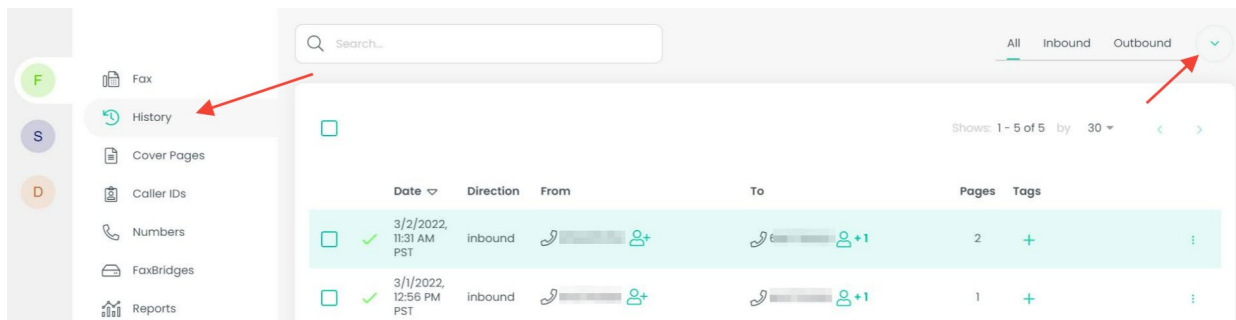 Search...
All Inbound Outbound
F
S
D
Fax
History
Cover Pages
Caller IDs
Numbers
FaxBridges
Reports
Shows: 1 - 5 of 5 by 30
Date Direction From To Pages Tags
3/2/2022,
11:31 AM
PST
inbound
+1
2
3/1/2022,
12:56 PM
PST
inbound
+1
1